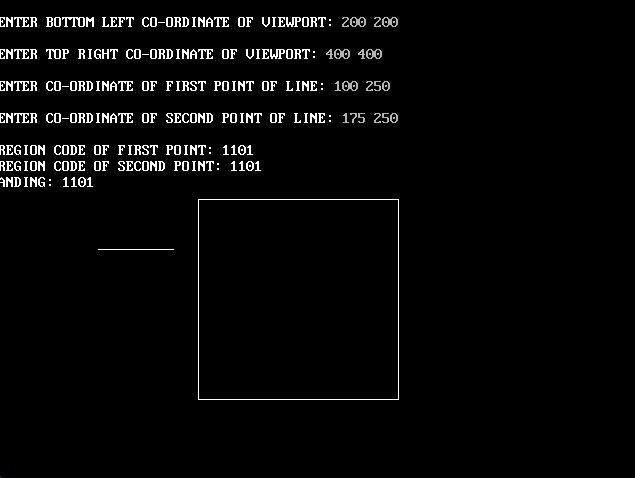 ENTER BOTTOM LEFT CO-ORDINATE OF VIEWPORT: 200 200
ENTER TOP RIGHT CO-ORDINATE OF VIEWPORT: 400 400
ENTER CO-ORDINATE OF FIRST POINT OF LINE: 100 250
ENTER CO-ORDINATE OF SECOND POINT OF LINE: 175 250
REGION CODE OF FIRST POINT: 1101
REGION CODE OF SECOND POINT: 1101
ANDING: 1101